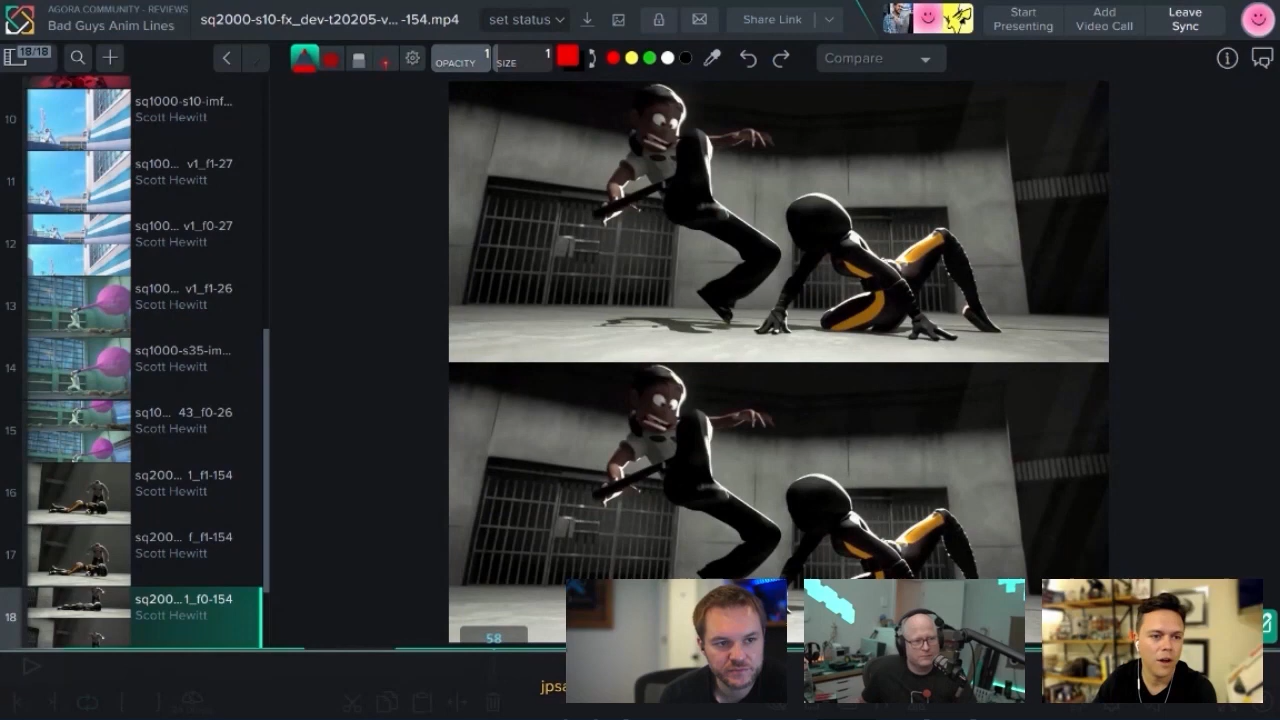 AGORA COMMUNITY - REVIEWS
Bad Guys Anim Lines
sq2000-s10-fx_dev-t20205-v... -154.mp4
set status
Share Link
Start Presenting
Add Video Call
Leave Sync
18/18
OPACITY 1
SIZE 1
Compare
10
sq1000-s10-imf...
Scott Hewitt
11
sq100... v1_f1-27
Scott Hewitt
12
sq100... v1_f0-27
Scott Hewitt
13
sq100... v1_f1-26
Scott Hewitt
14
sq1000-s35-im...
Scott Hewitt
15
sq10... 43_f0-26
Scott Hewitt
16
sq200... 1_f1-154
Scott Hewitt
17
sq200... f_f1-154
Scott Hewitt
18
sq200...1_f0-154
Scott Hewitt
58
jpsa